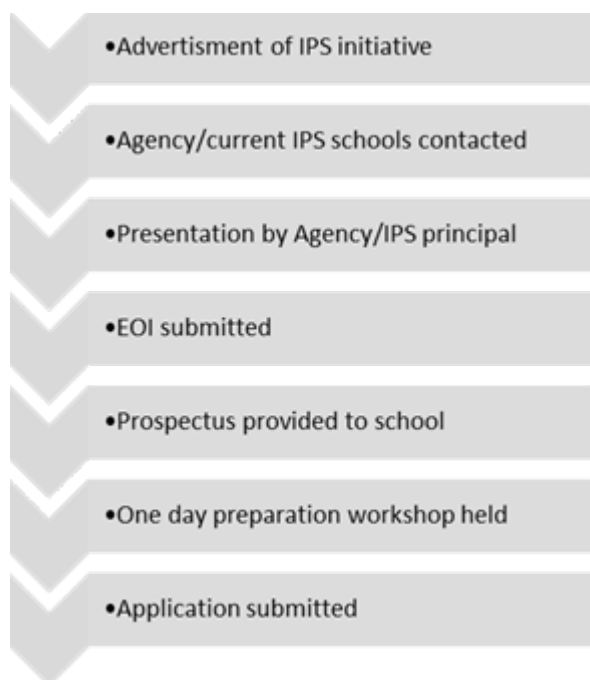 •Advertisment of IPS initiative
•Agency/current IPS schools contacted
•Presentation by Agency/IPS principal
•EOI submitted
•Prospectus provided to school
•One day preparation workshop held
•Application submitted